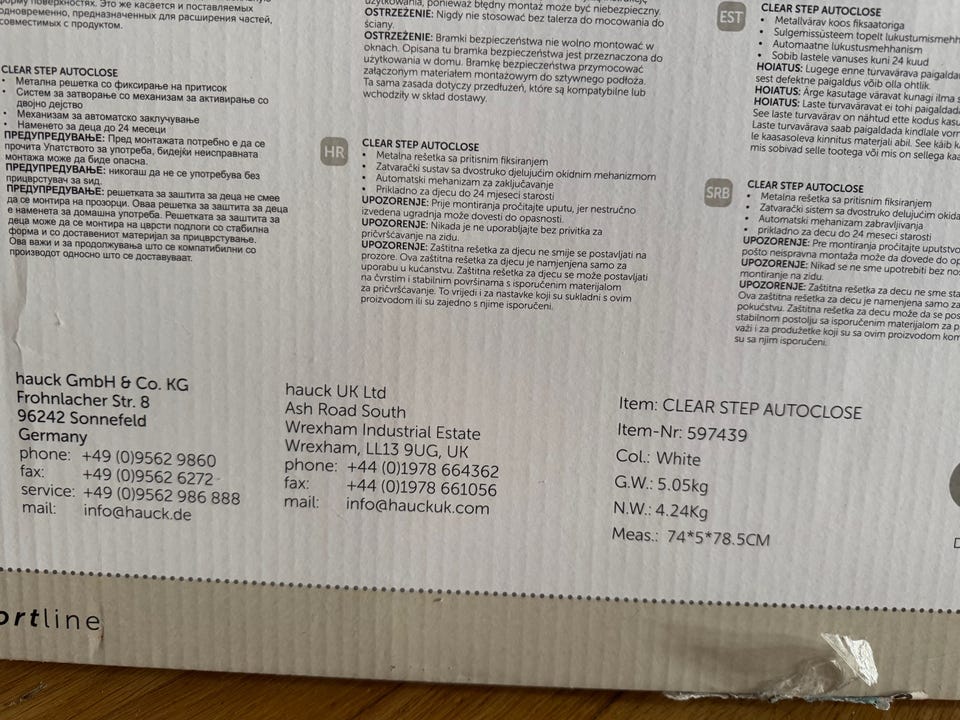 форму поверхностях. Это же касается и поставляемых
одновременно, предназначенных для расширения частей,
совместимых с продуктом.
CLEAR STEP AUTOCLOSE
• Метална решетка со фиксирање на притисок
• Систем за затворање со механизам за активирање со
двојно дејство
• Механизам за автоматско заклучување
• Наменето за деца до 24 месеци
ПРЕДУПРЕДУВАЊЕ: Пред монтажата потребно е да се
прочита Упатството за употреба, бидејќи неисправната
монтажа може да биде опасна.
ПРЕДУПРЕДУВАЊЕ: никогаш да не се употребува без
прицврстувач за ѕид.
ПРЕДУПРЕДУВАЊЕ: решетката за заштита за деца не смее
да се монтира на прозорци. Оваа решетка за заштита за деца
е наменета за домашна употреба. Решетката за заштита за
деца може да се монтира на цврсти подлоги со стабилна
форма и со доставениот материјал за прицврстување.
Ова важи и за продолжувања што се компатибилни со
производот односно што се доставуваат.
użytkowania, ponieważ błędny montaż może być niebezpieczny.
OSTRZEŻENIE: Nigdy nie stosować bez talerza do mocowania do
ściany.
OSTRZEŻENIE: Bramki bezpieczeństwa nie wolno montować w
oknach. Opisana tu bramka bezpieczeństwa jest przeznaczona do
użytkowania w domu. Bramkę bezpieczeństwa przymocować
załączonym materiałem montażowym do sztywnego podłoża.
Ta sama zasada dotyczy przedłużeń, które są kompatybilne lub
wchodziły w skład dostawy.
HR
CLEAR STEP AUTOCLOSE
• Metalna rešetka sa pritisnim fiksiranjem
• Zatvarački sustav sa dvostruko djelujućim okidnim mehanizmom
• Automatski mehanizam za zaključavanje
• Prikladno za djecu do 24 mjeseci starosti
UPOZORENJE: Prije montiranja pročitajte uputu, jer nestručno
izvedena ugradnja može dovesti do opasnosti.
UPOZORENJE: Nikada je ne uporabljajte bez privitka za
pričvršćavanje na zidu.
UPOZORENJE: Zaštitna rešetka za djecu ne smije se postavljati na
prozore. Ova zaštitna rešetka za djecu je namjenjena samo za
uporabu u kućanstvu. Zaštitna rešetka za djecu se može postavljati
na čvrstim i stabilnim površinama s isporučenim materijalom
za pričvršćavanje. To vrijedi i za nastavke koji su sukladni s ovim
proizvodom ili su zajedno s njime isporučeni.
EST
CLEAR STEP AUTOCLOSE
• Metallvärav koos fiksaatoriga
• Sulgemissüsteem topelt lukustumismehh
• Automaatne lukustusmehhanism
• Sobib lastele vanuses kuni 24 kuud
HOIATUS: Lugege enne turvavärava paigalda
sest defektne paigaldus võib olla ohtlik.
HOIATUS: Ärge kasutage väravat kunagi ilma s
HOIATUS: Laste turvaväravat ei tohi paigaldada
See laste turvavärav on nähtud ette kodus kasu
Laste turvavärava saab paigaldada kindlale vorm
le kaasasoleva kinnitus materjali abil. See käib k
mis sobivad selle tootega või mis on sellega kaa
SRB
CLEAR STEP AUTOCLOSE
• Metalna rešetka sa pritisnim fiksiranjem
• Zatvarački sistem sa dvostruko delujućim okida
• Automatski mehanizam zabravljivanja
• prikladno za decu do 24 meseci starosti
UPOZORENJE: Pre montiranja pročitajte uputstvo
pošto neispravna montaža može da dovede do op
UPOZORENJE: Nikad se ne sme upotrebiti bez nos
montiranje na zidu.
UPOZORENJE: Zaštitna rešetka za decu ne sme sta
Ova zaštitna rešetka za decu je namenjena samo za
pokućstvu. Zaštitna rešetka za decu može da se pos
stabilnom postolju sa isporučenim materijalom za p
važi i za produžetke koji su sa ovim proizvodom kom
su sa njim isporučeni.
hauck GmbH & Co. KG
Frohnlacher Str. 8
96242 Sonnefeld
Germany
phone: +49 (0)9562 9860
fax: +49 (0)9562 6272
service: +49 (0)9562 986 888
mail: info@hauck.de
hauck UK Ltd
Ash Road South
Wrexham Industrial Estate
Wrexham, LL13 9UG, UK
phone: +44 (0)1978 664362
fax: +44 (0)1978 661056
mail: info@hauckuk.com
Item: CLEAR STEP AUTOCLOSE
Item-Nr: 597439
Col.: White
G.W.: 5.05kg
N.W.: 4.24Kg
Meas.: 74*5*78.5CM
D
ortline